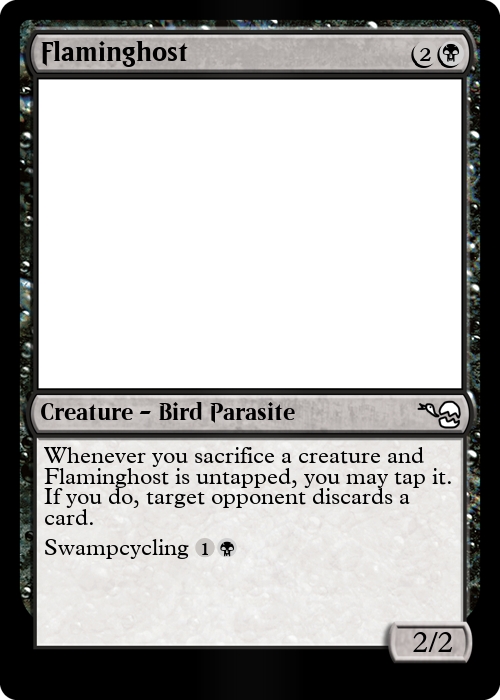 Flaminghost 2
Creature – Bird Parasite
Whenever you sacrifice a creature and
Flaminghost is untapped, you may tap it.
If you do, target opponent discards a
card.
Swampcycling 1
2/2